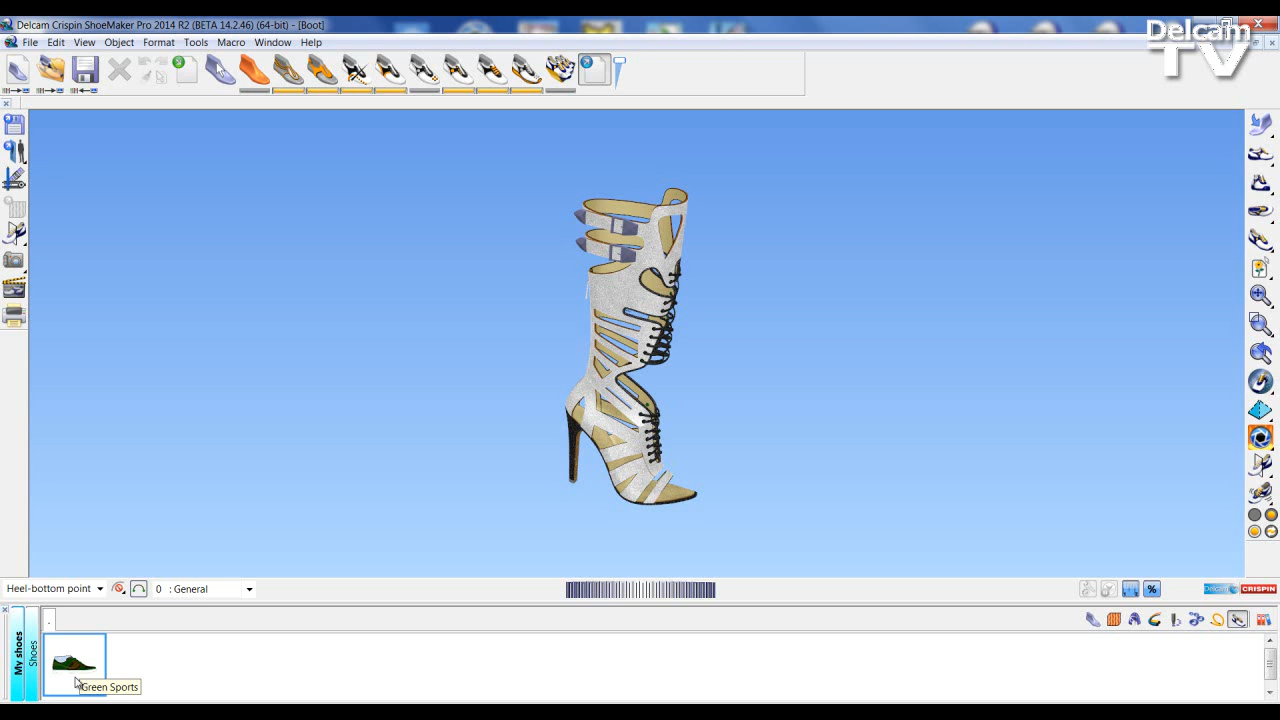 Delcam Crispin ShoeMaker Pro 2014 R2 (BETA 14.2.46) (64-bit) - [Boot]
Delcam
TV
File Edit View Object Format Tools Macro Window Help
Heel-bottom point 0 : General %
Delcam CRISPIN
My shoes
Shoes
.
Green Sports